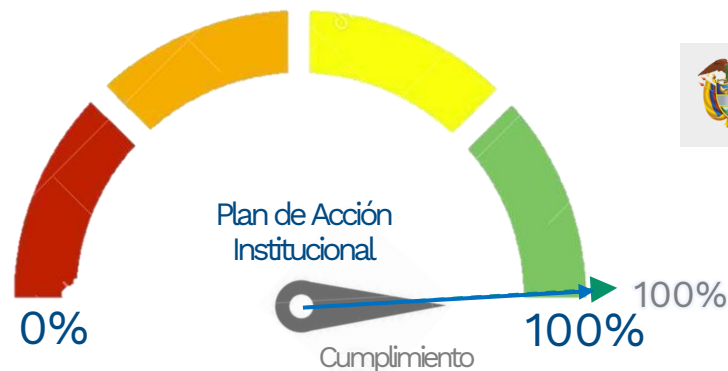 Plan de Acción
Institucional
100%
0%
100%
Cumplimiento